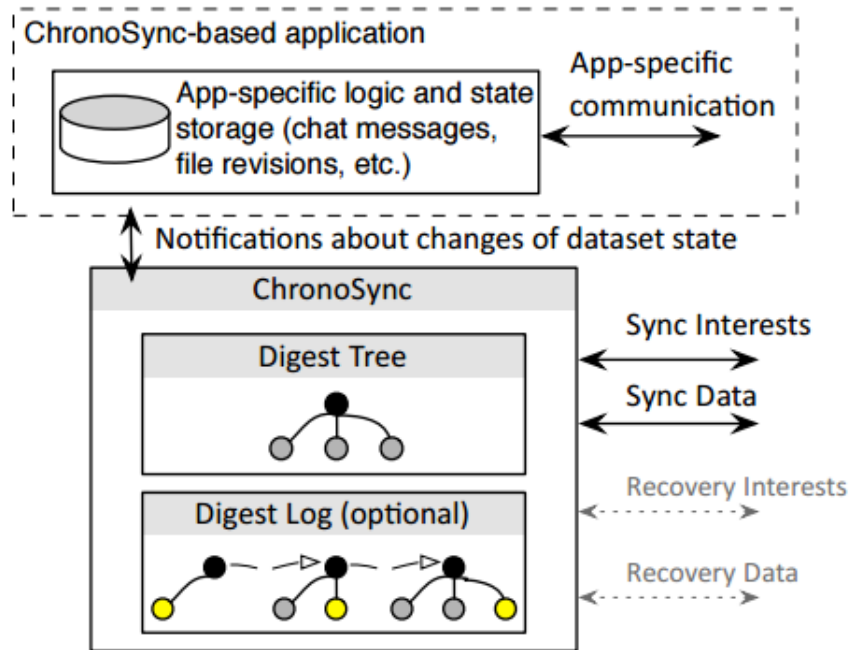 ChronoSync-based application
App-specific logic and state
storage (chat messages,
file revisions, etc.)
App-specific
communication
Notifications about changes of dataset state
ChronoSync
Digest Tree
Digest Log (optional)
Sync Interests
Sync Data
Recovery Interests
Recovery Data